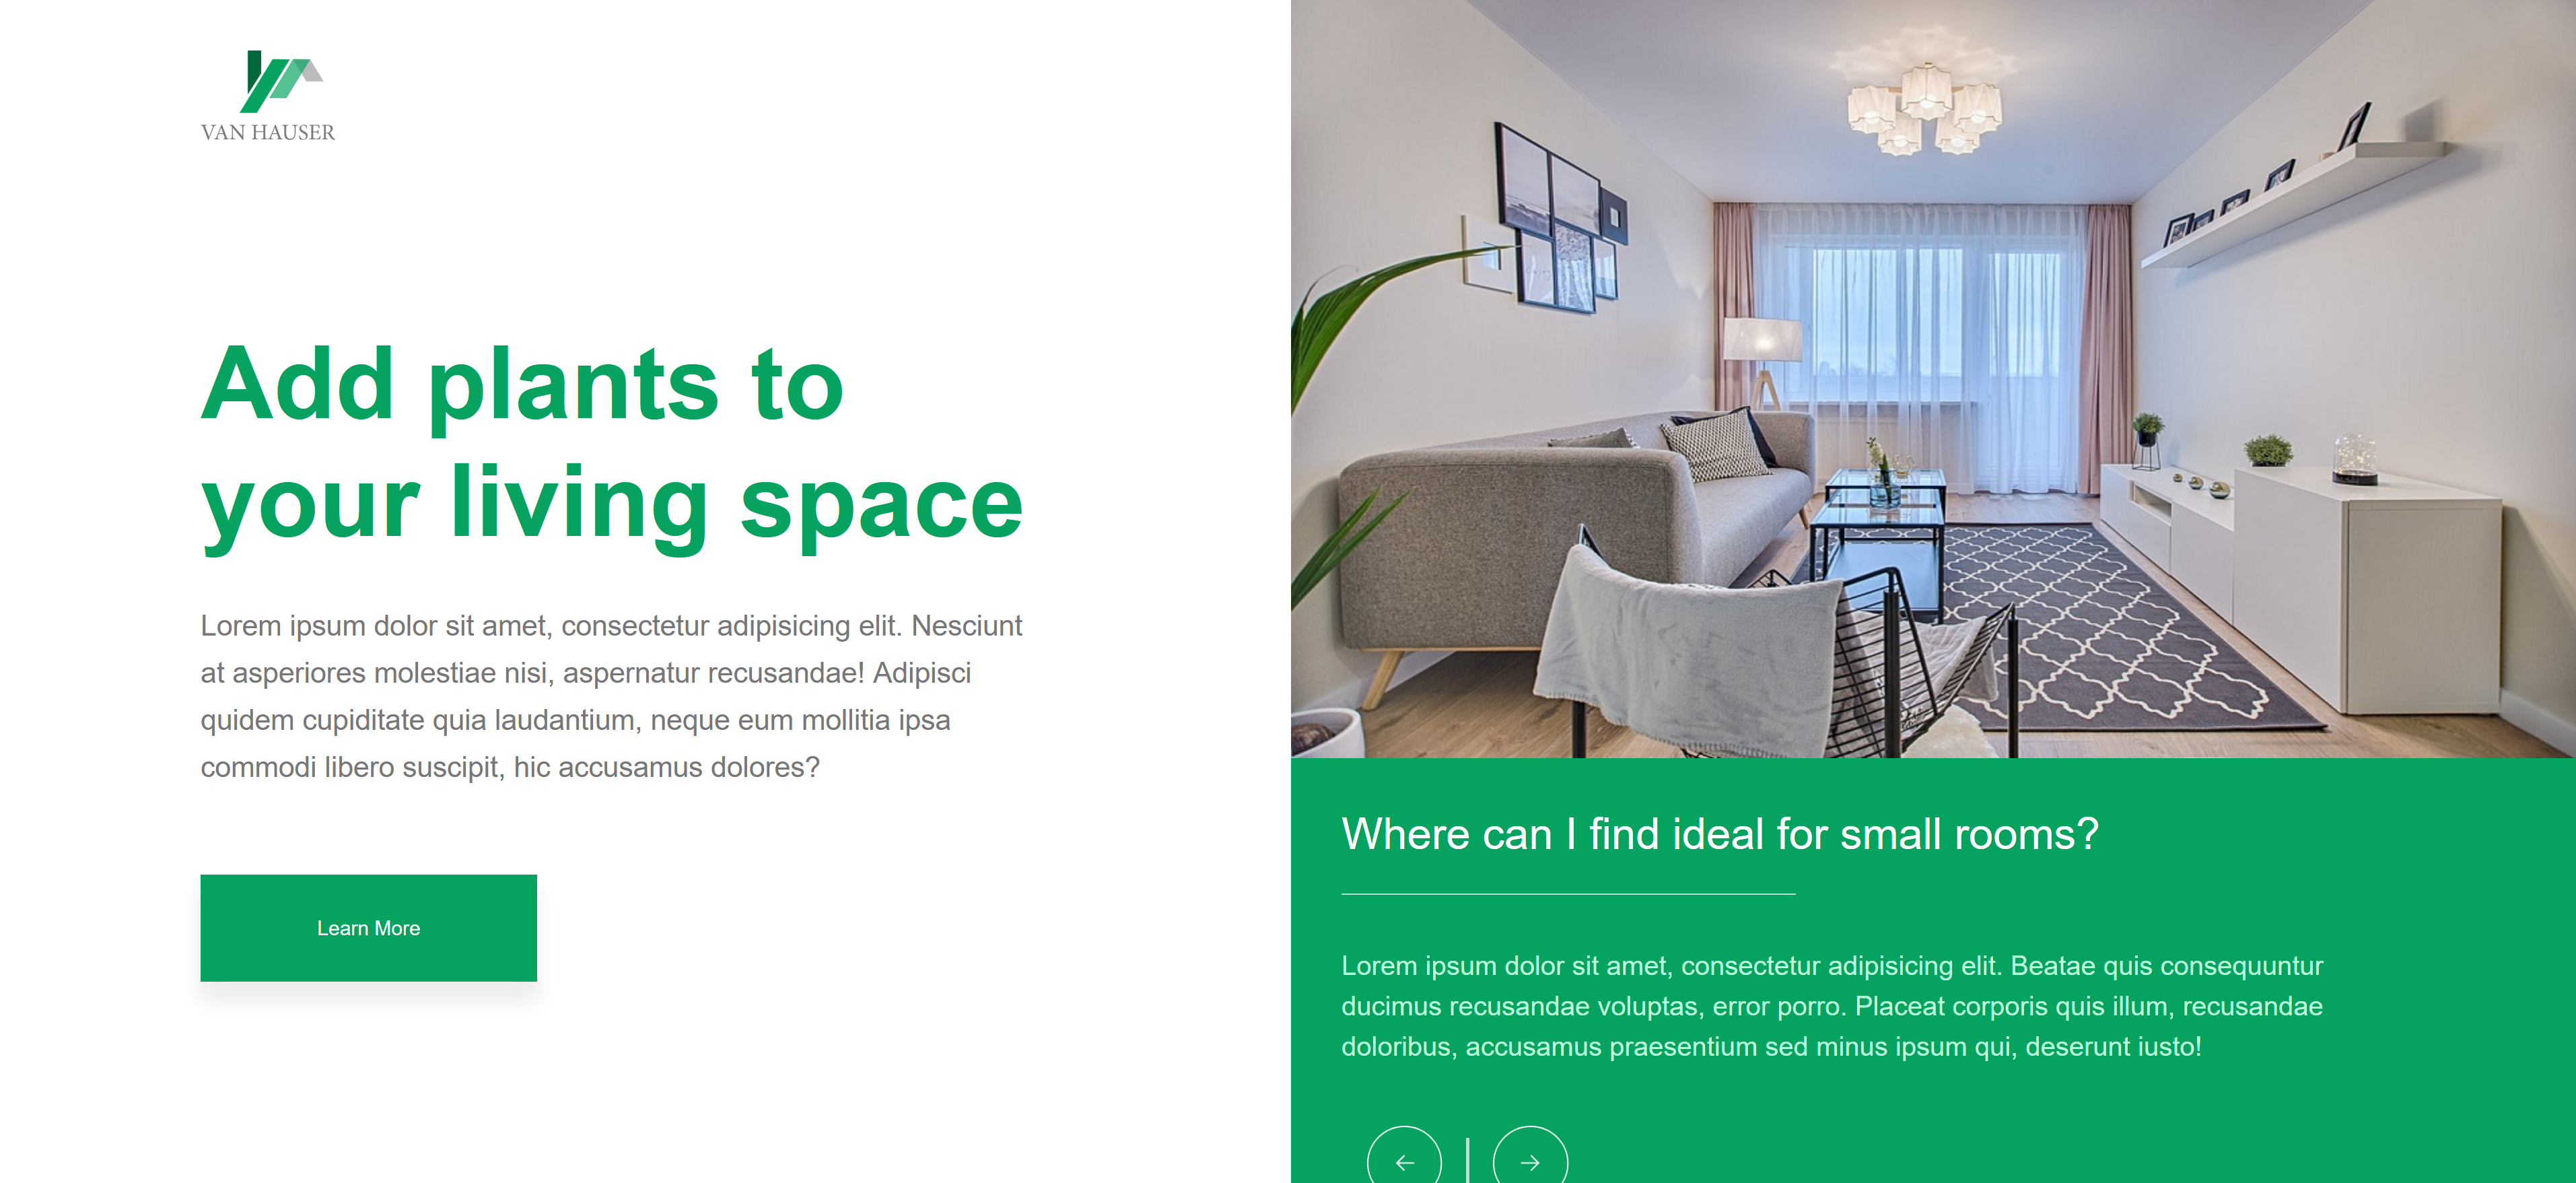 VAN HAUSER
Add plants to
your living space
Lorem ipsum dolor sit amet, consectetur adipisicing elit. Nesciunt
at asperiores molestiae nisi, aspernatur recusandae! Adipisci
quidem cupiditate quia laudantium, neque eum mollitia ipsa
commodi libero suscipit, hic accusamus dolores?
Learn More
Where can I find ideal for small rooms?
Lorem ipsum dolor sit amet, consectetur adipisicing elit. Beatae quis consequuntur
ducimus recusandae voluptas, error porro. Placeat corporis quis illum, recusandae
doloribus, accusamus praesentium sed minus ipsum qui, deserunt iusto!